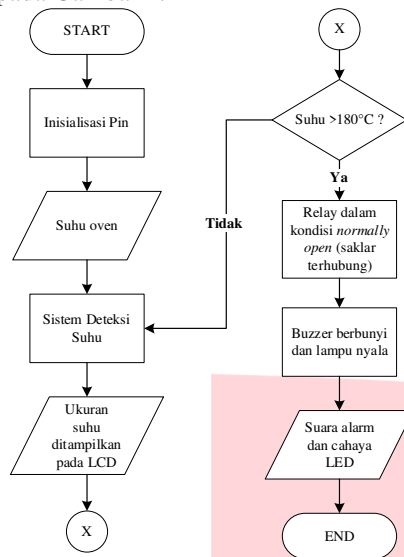 START
Inisialisasi Pin
Suhu oven
Sistem Deteksi
Suhu
Ukuran
suhu
ditampilkan
pada LCD
X
X
Suhu >180°C ?
Ya
Tidak
Relay dalam
kondisi normally
open (saklar
terhubung)
Buzzer berbunyi
dan lampu nyala
Suara alarm
dan cahaya
LED
END